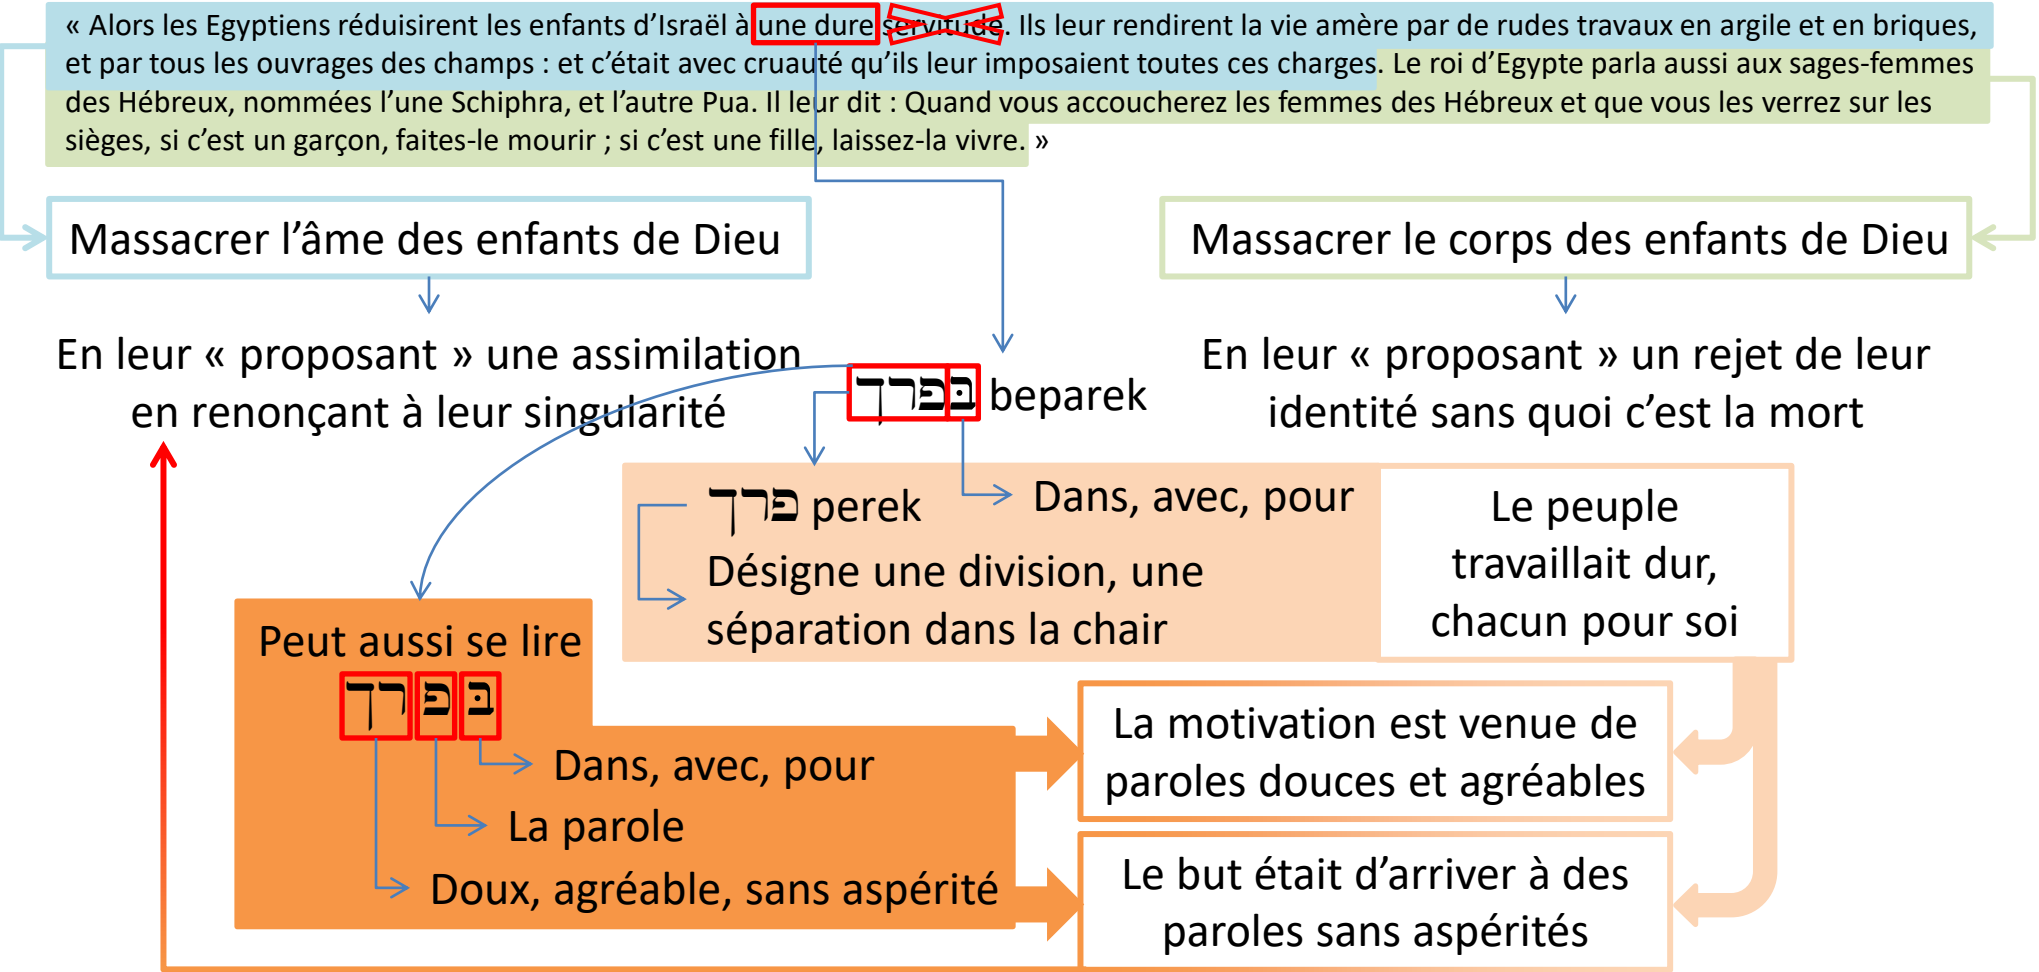 « Alors les Egyptiens réduisirent les enfants d’Israël à une dure servitude. Ils leur rendirent la vie amère par de rudes travaux en argile et en briques,
et par tous les ouvrages des champs : et c’était avec cruauté qu’ils leur imposaient toutes ces charges. Le roi d’Egypte parla aussi aux sages-femmes
des Hébreux, nommées l’une Schiphra, et l’autre Pua. Il leur dit : Quand vous accoucherez les femmes des Hébreux et que vous les verrez sur les
sièges, si c’est un garçon, faites-le mourir ; si c’est une fille, laissez-la vivre. »
Massacrer l’âme des enfants de Dieu
Massacrer le corps des enfants de Dieu
En leur « proposant » une assimilation
en renonçant à leur singularité
בּפרך beparek
En leur « proposant » un rejet de leur
identité sans quoi c’est la mort
פרך perek
Dans, avec, pour
Désigne une division, une
séparation dans la chair
Le peuple
travaillait dur,
chacun pour soi
Peut aussi se lire
בּ פ רך
Dans, avec, pour
La parole
Doux, agréable, sans aspérité
La motivation est venue de
paroles douces et agréables
Le but était d’arriver à des
paroles sans aspérités